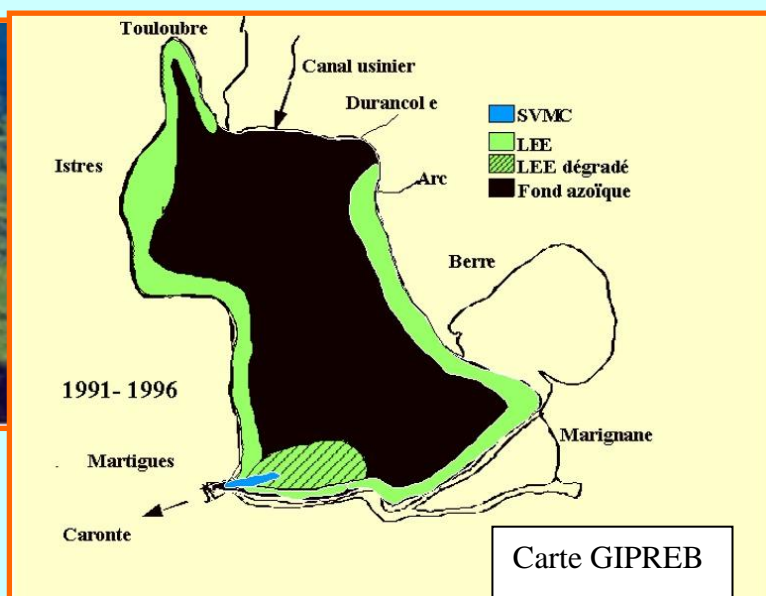 Touloubre
Canal usinier
Durancol e
SVMC
LEE
LEE dégradé
Fond azoïque
Istres
Arc
Berre
1991- 1996
Marignane
Martigues
Caronte
Carte GIPREB